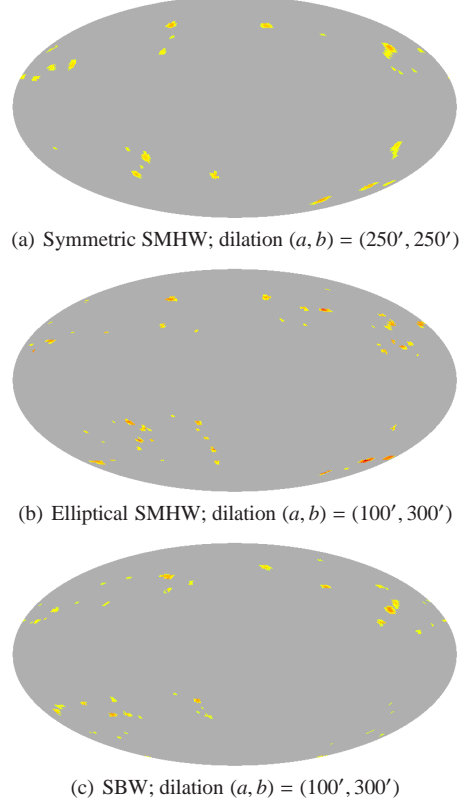 (a) Symmetric SMHW; dilation (a, b) = (250′, 250′)
(b) Elliptical SMHW; dilation (a, b) = (100′, 300′)
(c) SBW; dilation (a, b) = (100′, 300′)